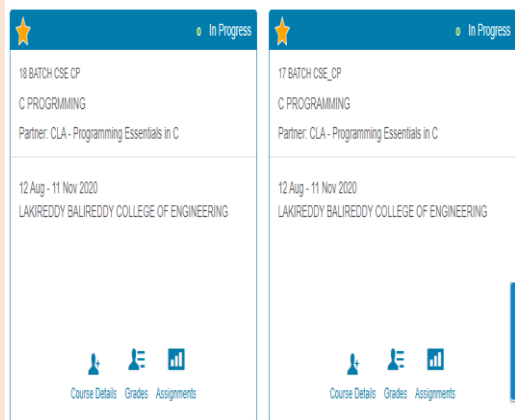 In Progress
18 BATCH CSE CP
C PROGRMMING
Partner: CLA - Programming Essentials in C
12 Aug - 11 Nov 2020
LAKIREDDY BALIREDDY COLLEGE OF ENGINEERING
Course Details Grades Assignments
In Progress
17 BATCH CSE_CP
C PROGRAMMING
Partner: CLA - Programming Essentials in C
12 Aug - 11 Nov 2020
LAKIREDDY BALIREDDY COLLEGE OF ENGINEERING
Course Details Grades Assignments